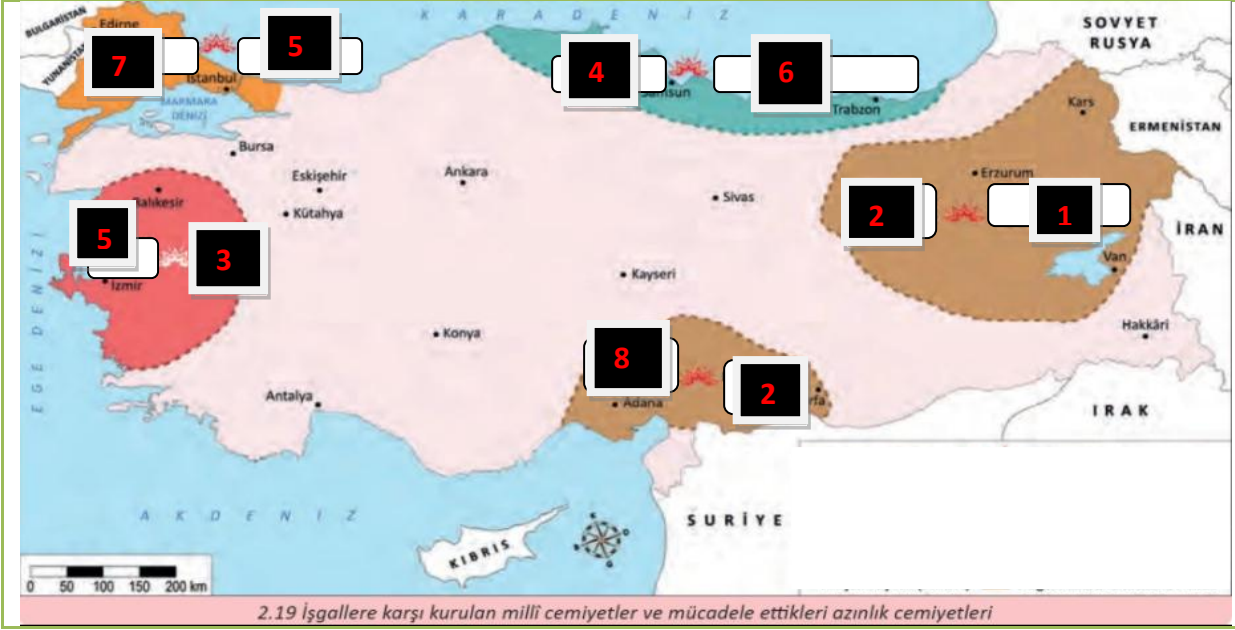 K A R A D E N İ Z
BULGARİSTAN
Edirne
SOVYET
RUSYA
YUNANİSTAN
7
5
4
6
İstanbul
Samsun
Trabzon
MARMARA
DENİZİ
Kars
ERMENİSTAN
Bursa
Eskişehir
Ankara
Erzurum
Balıkesir
Kütahya
Sivas
2
1
İRAN
5
3
Van
İzmir
Kayseri
EGE DENİZİ
Konya
Hakkâri
8
2
Antalya
Adana
rfa
IRAK
A K D E N İ Z
SURİYE
KIBRIS
0 50 100 150 200 km
2.19 İşgallere karşı kurulan millî cemiyetler ve mücadele ettikleri azınlık cemiyetleri